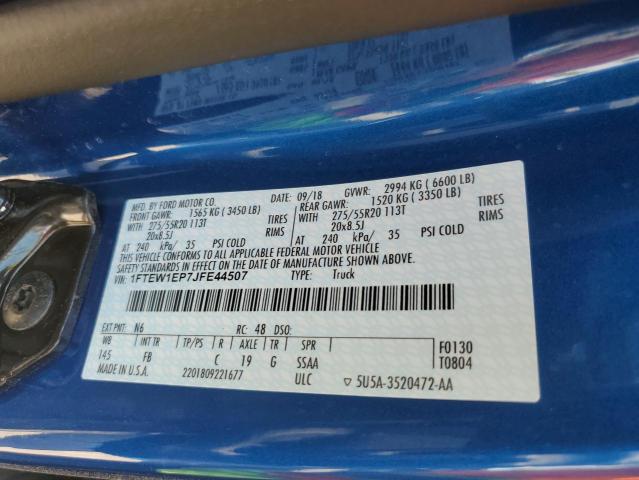 MFD. BY FORD MOTOR CO.
09/18 GVWR: 2994 KG ( 6600 LB)
FRONT GAWR: 1565 KG ( 3450 LB)
REAR GAWR: 1520 KG ( 3350 LB)
WITH 275/55R20 113T TIRES
WITH 275/55R20 113T TIRES
20x8.5J RIMS
20x8.5J RIMS
AT 240 kPa/ 35 PSI COLD
AT 240 kPa/ 35 PSI COLD
THIS VEHICLE CONFORMS TO ALL APPLICABLE FEDERAL MOTOR VEHICLE
SAFETY STANDARDS IN EFFECT ON THE DATE OF MANUFACTURE SHOWN ABOVE.
VIN: 1FTEW1EP7JFE44507
TYPE: Truck
EXT PNT: N6 RC: 48 DSO:
WB INT TR TP/PS R AXLE TR SPR
F0130
145 FB C 19 G SSAA
T0804
MADE IN U.S.A. 2201809221677 ULC 5U5A-3520472-AA